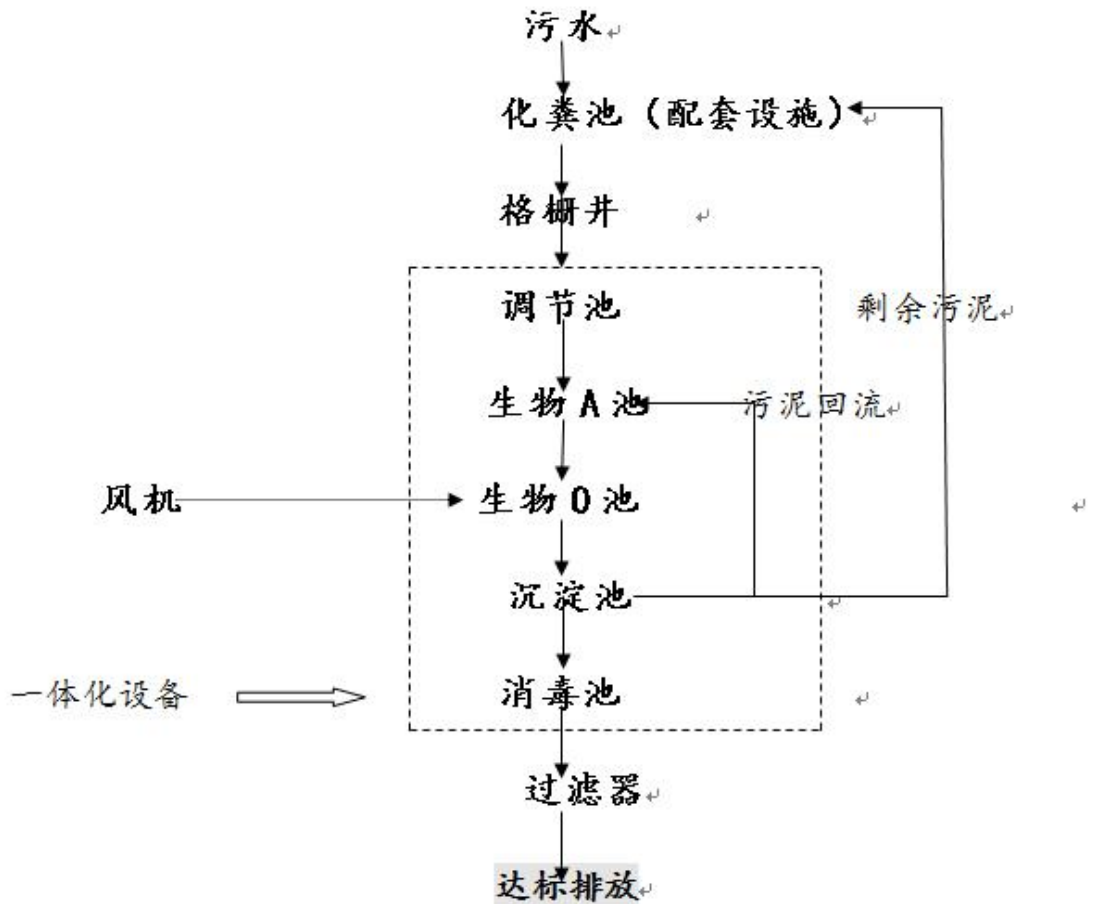 污水
化粪池（配套设施）
格栅井
调节池
剩余污泥
生物A池
污泥回流
风机
生物O池
沉淀池
一体化设备
消毒池
过滤器
达标排放